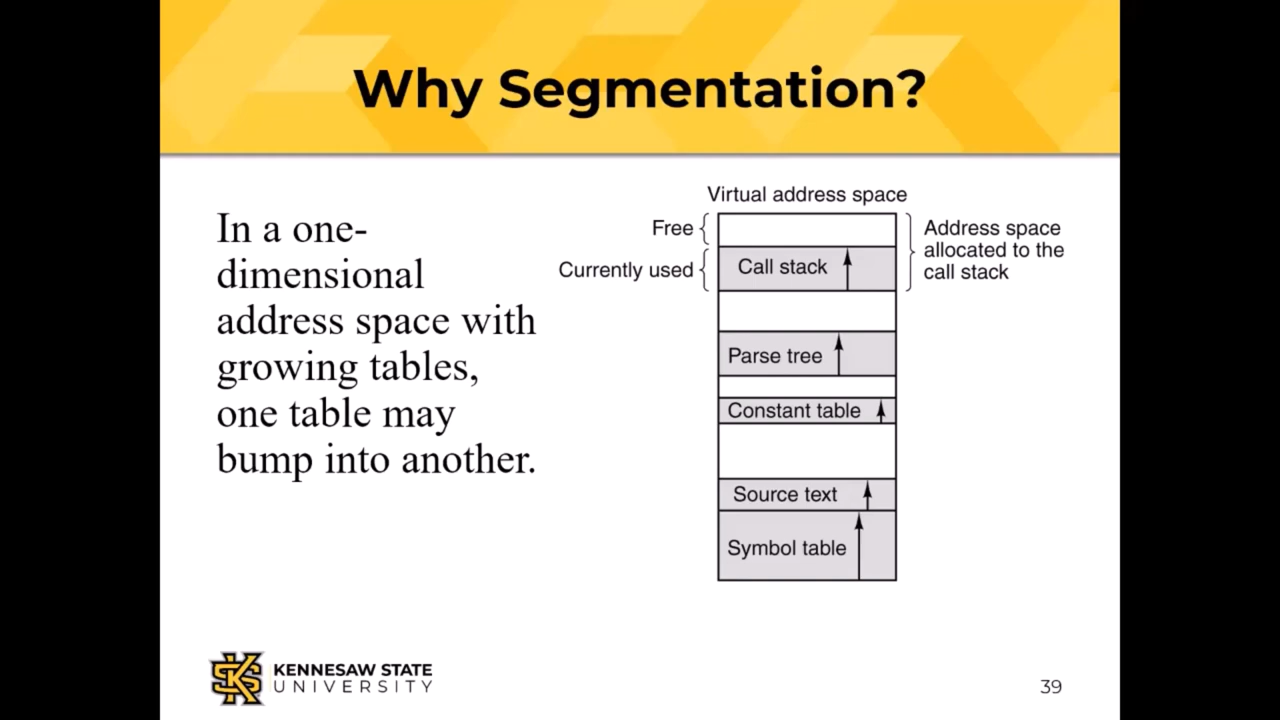 Why Segmentation?
In a one-
dimensional
address space with
growing tables,
one table may
bump into another.
Virtual address space
Free
Currently used
Call stack
Address space
allocated to the
call stack
Parse tree
Constant table
Source text
Symbol table
KENNESAW STATE
UNIVERSITY
39